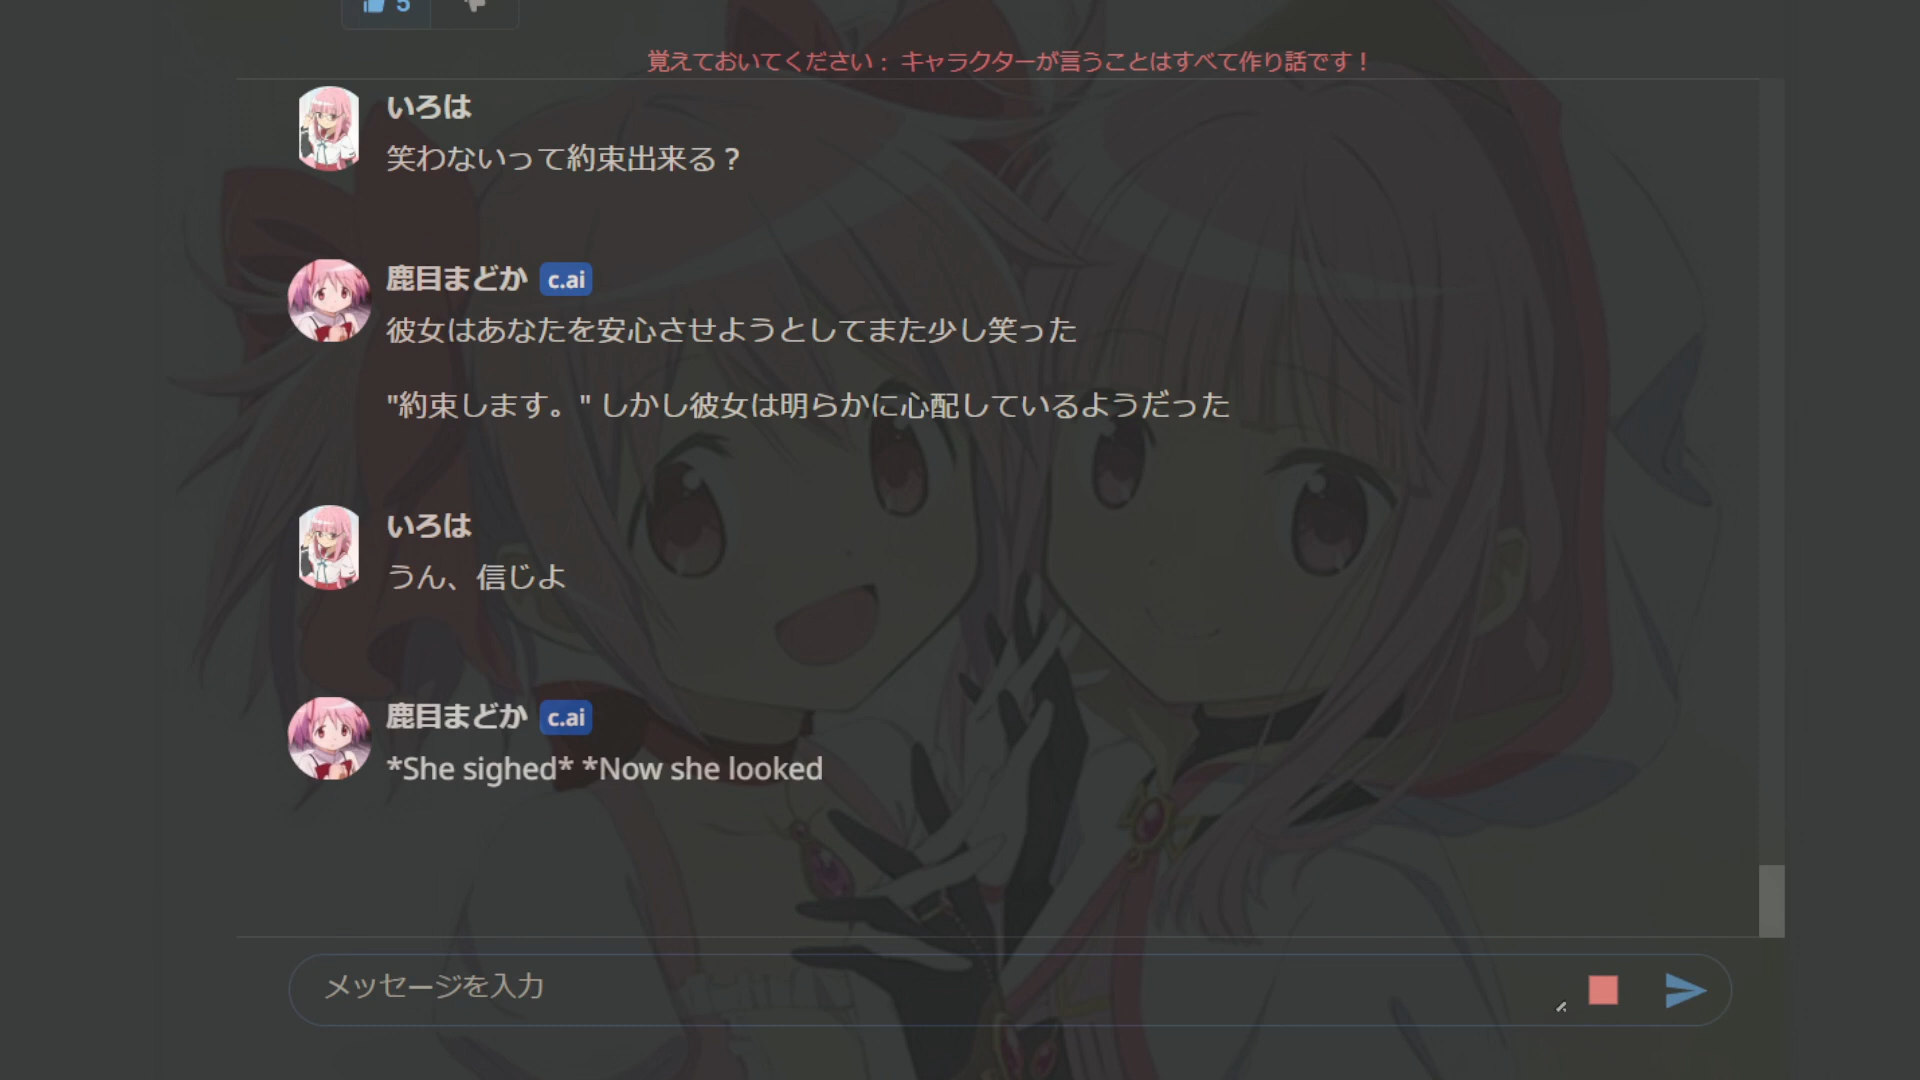 5
覚えておいてください： キャラクターが言うことはすべて作り話です！
いろは
笑わないって約束出来る？
鹿目まどか c.ai
彼女はあなたを安心させようとしてまた少し笑った
"約束します。" しかし彼女は明らかに心配しているようだった
いろは
うん、信じよ
鹿目まどか c.ai
*She sighed* *Now she looked
メッセージを入力